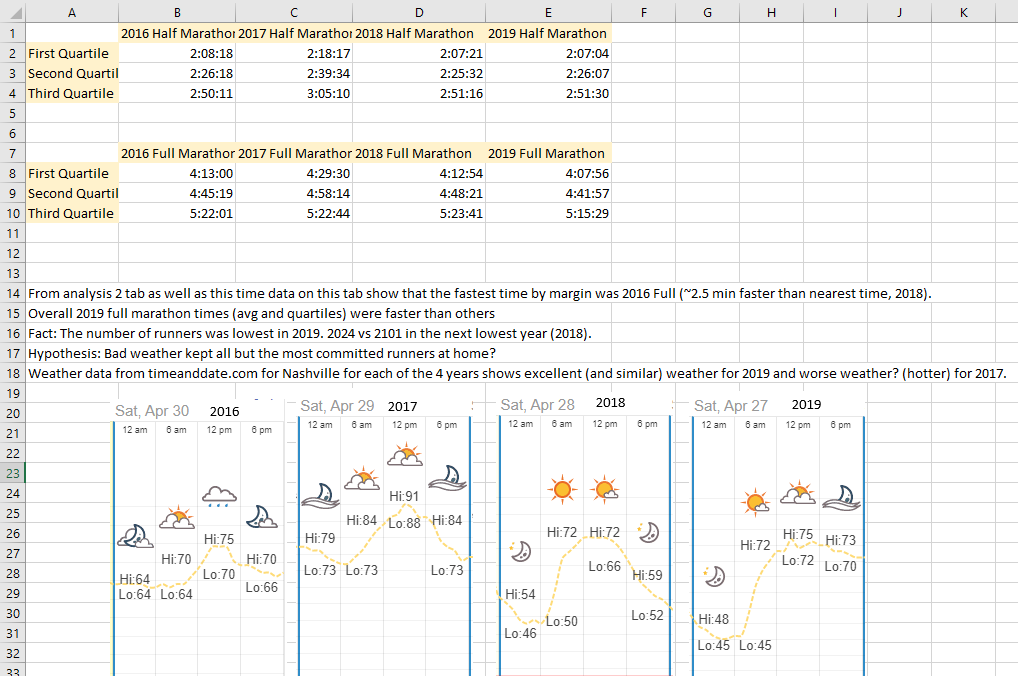 A B C D E F G H I J K
1 2016 Half Marathor 2017 Half Marathor 2018 Half Marathon 2019 Half Marathon
2 First Quartile 2:08:18 2:18:17 2:07:21 2:07:04
3 Second Quartil 2:26:18 2:39:34 2:25:32 2:26:07
4 Third Quartile 2:50:11 3:05:10 2:51:16 2:51:30
5
6
7 2016 Full Marathor 2017 Full Marathor 2018 Full Marathon 2019 Full Marathon
8 First Quartile 4:13:00 4:29:30 4:12:54 4:07:56
9 Second Quartil 4:45:19 4:58:14 4:48:21 4:41:57
10 Third Quartile 5:22:01 5:22:44 5:23:41 5:15:29
11
12
13
14 From analysis 2 tab as well as this time data on this tab show that the fastest time by margin was 2016 Full (~2.5 min faster than nearest time, 2018).
15 Overall 2019 full marathon times (avg and quartiles) were faster than others
16 Fact: The number of runners was lowest in 2019. 2024 vs 2101 in the next lowest year (2018).
17 Hypothesis: Bad weather kept all but the most committed runners at home?
18 Weather data from timeanddate.com for Nashville for each of the 4 years shows excellent (and similar) weather for 2019 and worse weather? (hotter) for 2017.
19
20
21
22
23
24
25
26
27
28
29
30
31
32
33
Sat, Apr 30 2016
12 am 6 am 12 pm 6 pm
Hi:64 Hi:70 Hi:75 Hi:70
Lo:64 Lo:64 Lo:70 Lo:66
Sat, Apr 29 2017
12 am 6 am 12 pm 6 pm
Hi:79 Hi:84 Hi:91 Hi:84
Lo:73 Lo:73 Lo:88 Lo:73
Sat, Apr 28 2018
12 am 6 am 12 pm 6 pm
Hi:54 Hi:72 Hi:72 Hi:59
Lo:46 Lo:50 Lo:66 Lo:52
Sat, Apr 27 2019
12 am 6 am 12 pm 6 pm
Hi:48 Hi:72 Hi:75 Hi:73
Lo:45 Lo:45 Lo:72 Lo:70